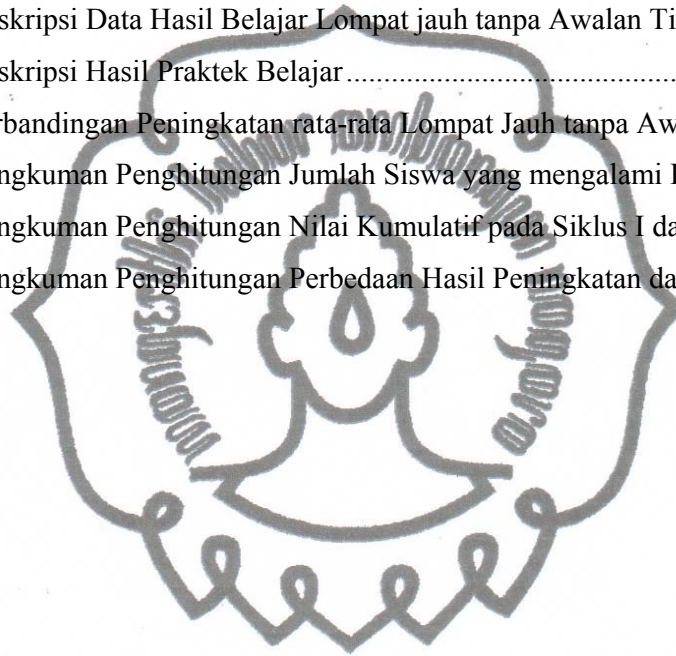 skripsi Data Hasil Belajar Lompat jauh tanpa Awalan Ti
skripsi Hasil Praktek Belajar......................................................
rbandingan Peningkatan rata-rata Lompat Jauh tanpa Aw
ngkuman Penghitungan Jumlah Siswa yang mengalami
ngkuman Penghitungan Nilai Kumulatif pada Siklus I da
ngkuman Penghitungan Perbedaan Hasil Peningkatan da